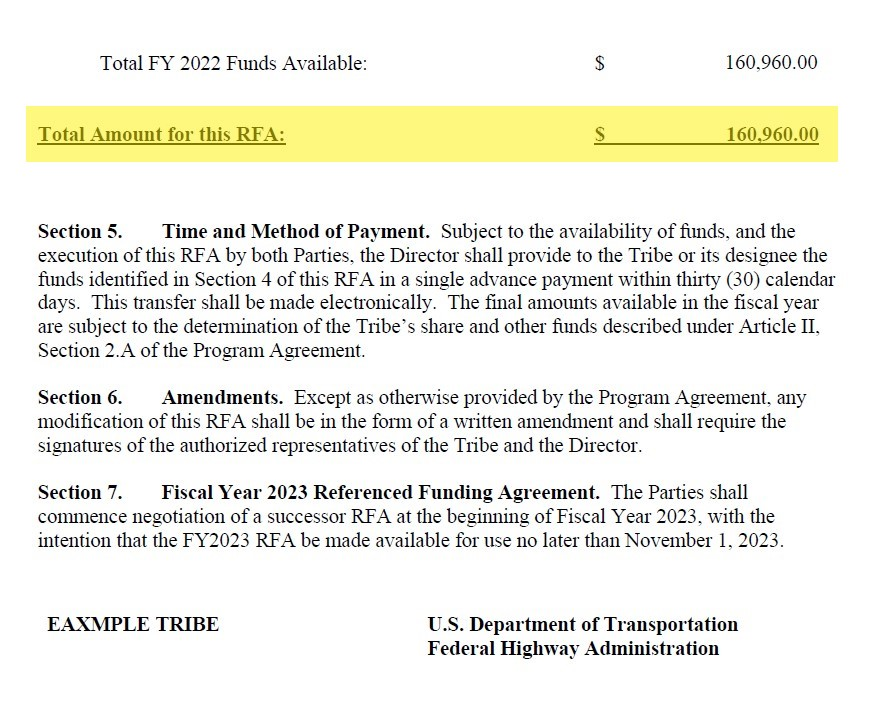 Total FY 2022 Funds Available: $ 160,960.00
Total Amount for this RFA: $ 160,960.00
Section 5. Time and Method of Payment. Subject to the availability of funds, and the
execution of this RFA by both Parties, the Director shall provide to the Tribe or its designee the
funds identified in Section 4 of this RFA in a single advance payment within thirty (30) calendar
days. This transfer shall be made electronically. The final amounts available in the fiscal year
are subject to the determination of the Tribe’s share and other funds described under Article II,
Section 2.A of the Program Agreement.
Section 6. Amendments. Except as otherwise provided by the Program Agreement, any
modification of this RFA shall be in the form of a written amendment and shall require the
signatures of the authorized representatives of the Tribe and the Director.
Section 7. Fiscal Year 2023 Referenced Funding Agreement. The Parties shall
commence negotiation of a successor RFA at the beginning of Fiscal Year 2023, with the
intention that the FY2023 RFA be made available for use no later than November 1, 2023.
EAXMPLE TRIBE U.S. Department of Transportation
Federal Highway Administration